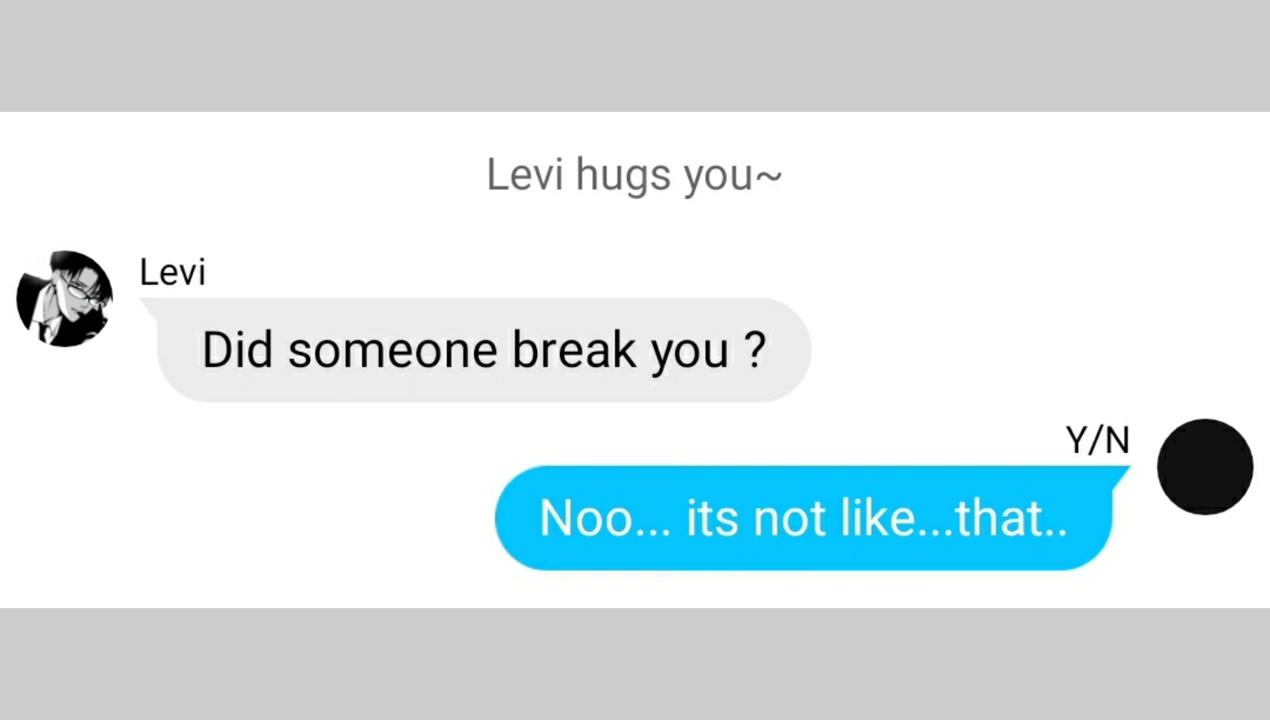 Levi hugs you~
Levi
Did someone break you ?
Y/N
Noo... its not like...that..